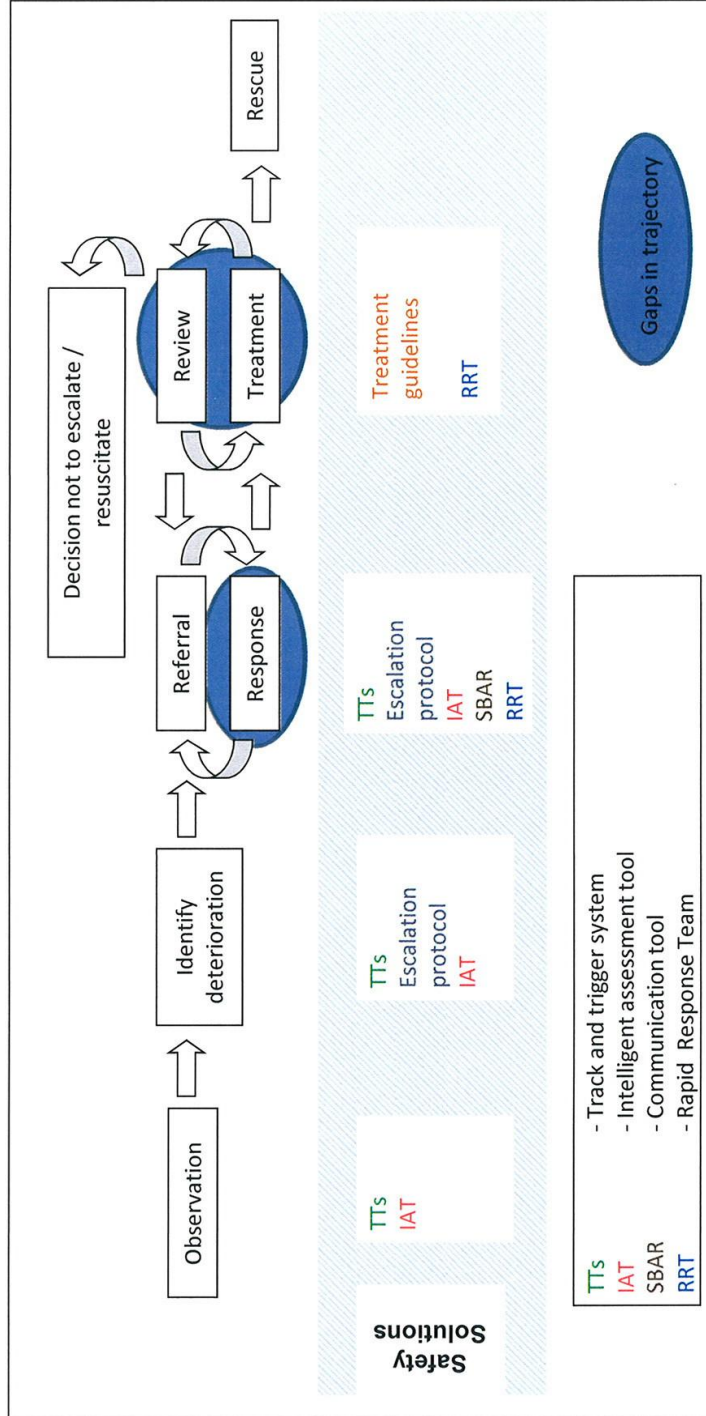 Decision not to escalate /
resuscitate
Observation
Identify
deterioration
Referral
Response
Review
Treatment
Rescue
Safety
Solutions
TTs
IAT
TTs
Escalation
protocol
IAT
TTs
Escalation
protocol
IAT
SBAR
RRT
Treatment
guidelines
RRT
TTs - Track and trigger system
IAT - Intelligent assessment tool
SBAR - Communication tool
RRT - Rapid Response Team
Gaps in trajectory